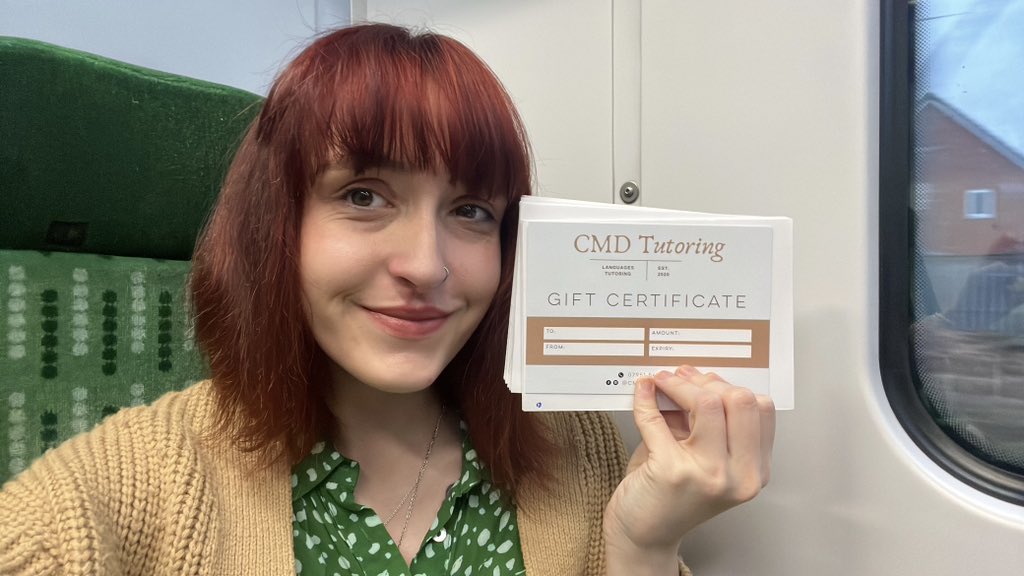 CMD Tutoring
LANGUAGES TUTORING
EST. 2020
GIFT CERTIFICATE
TO:
AMOUNT:
FROM:
EXPIRY: